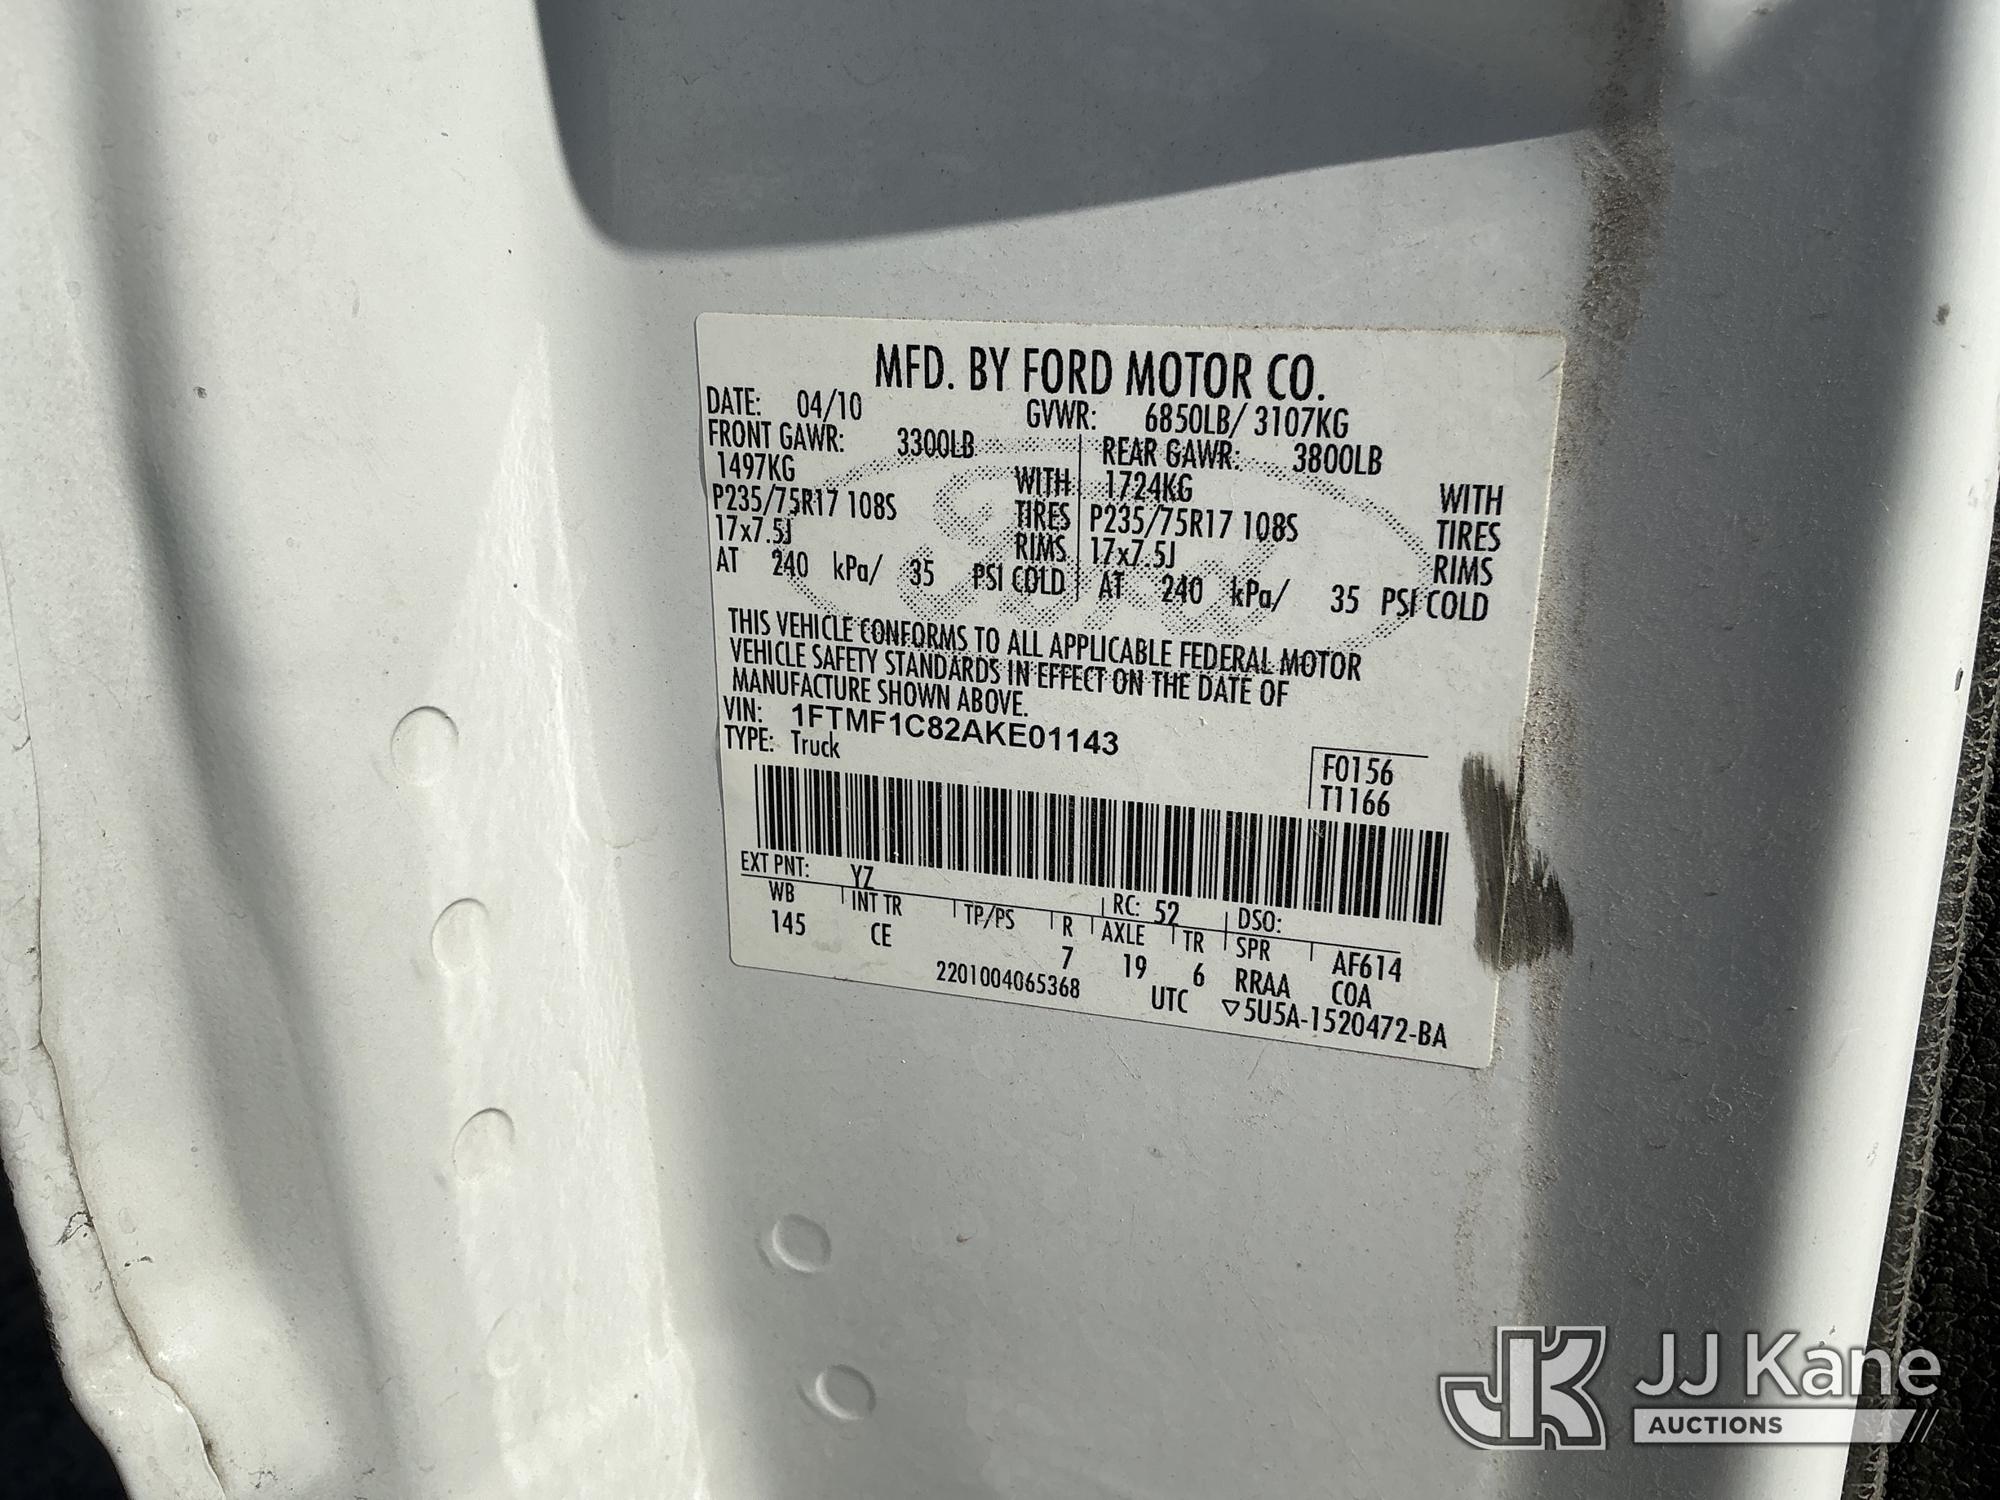 MFD. BY FORD MOTOR CO.
DATE: 04/10 GVWR: 6850LB/ 3107KG
FRONT GAWR: 3300LB REAR GAWR: 3800LB
1497KG WITH 1724KG WITH
P235/75R17 108S TIRES P235/75R17 108S TIRES
17x7.5J RIMS 17x7.5J RIMS
AT 240 kPa/ 35 PSI COLD AT 240 kPa/ 35 PSI COLD
THIS VEHICLE CONFORMS TO ALL APPLICABLE FEDERAL MOTOR
VEHICLE SAFETY STANDARDS IN EFFECT ON THE DATE OF
MANUFACTURE SHOWN ABOVE.
VIN: 1FTMF1C82AKE01143
TYPE: Truck
F0156
T1166
EXT PNT: YZ RC: 52 DSO:
WB INT TR TP/PS R AXLE TR SPR AF614
145 CE 7 19 6 RRAA COA
2201004065368 UTC ▽5U5A-1520472-BA
Ford
JK JJ Kane
AUCTIONS